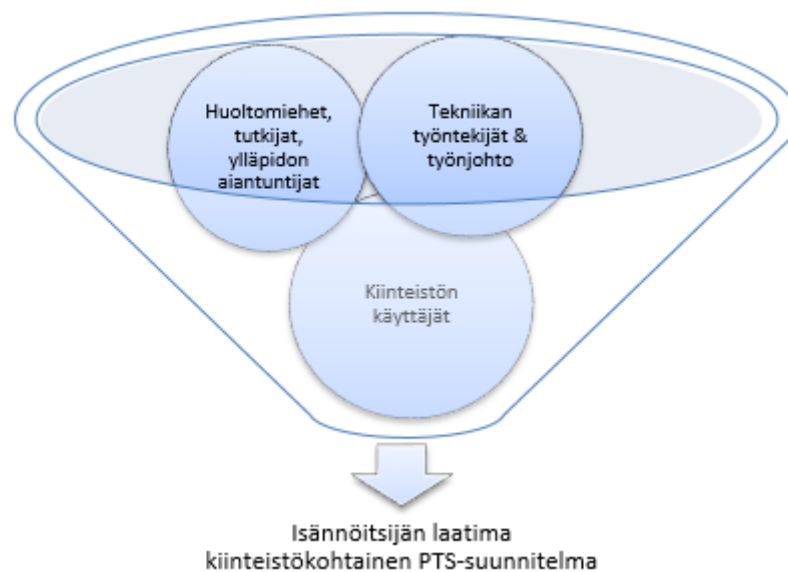 Huoltomiehet,
tutkijat,
ylläpidon
aiantuntijat
Tekniikan
työntekijät &
työnjohto
Kiinteistön
käyttäjät
Isännöitsijän laatima
kiinteistökohtainen PTS-suunnitelma